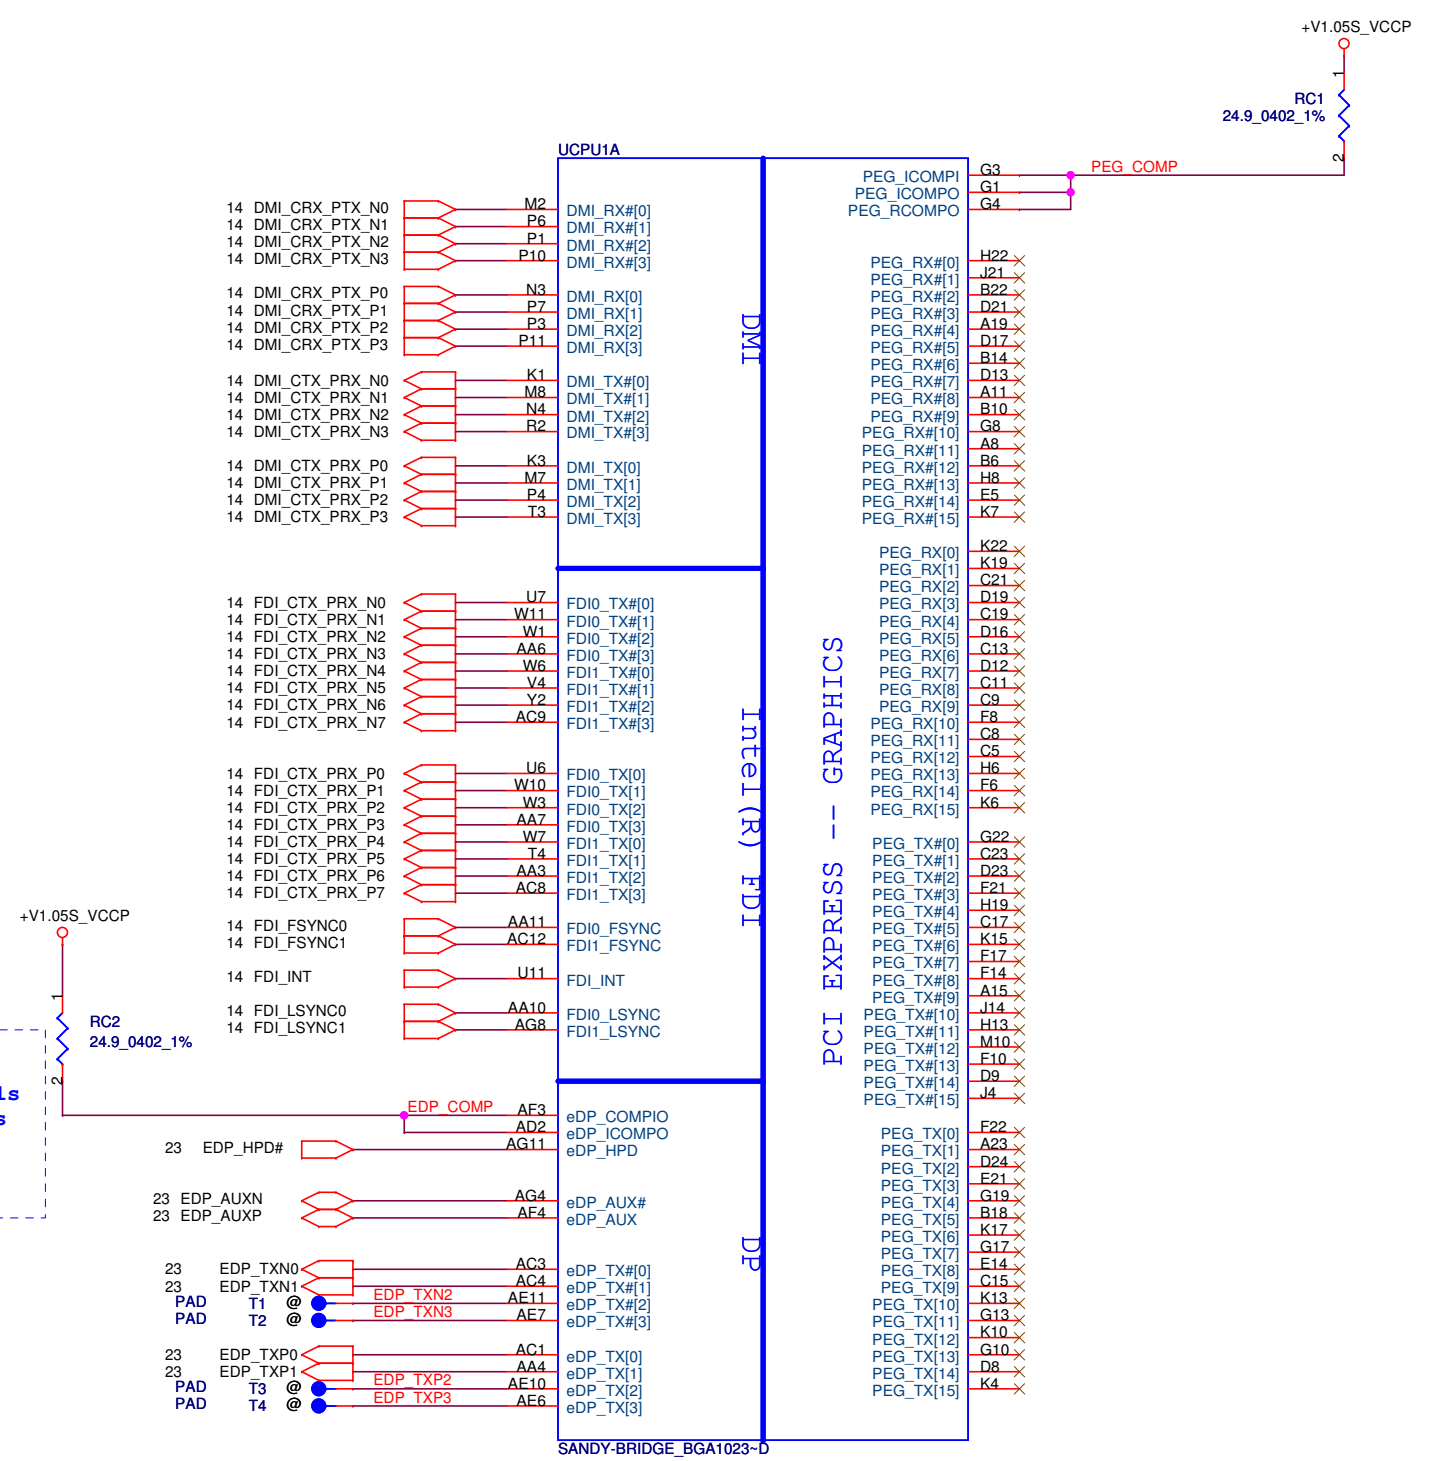 +V1.05S_VCCP
1
RC1
24.9_0402_1%
2
PEG_COMP
UCPU1A
14 DMI_CRX_PTX_N0 M2 DMI_RX#[0]
14 DMI_CRX_PTX_N1 P6 DMI_RX#[1]
14 DMI_CRX_PTX_N2 P1 DMI_RX#[2]
14 DMI_CRX_PTX_N3 P10 DMI_RX#[3]
14 DMI_CRX_PTX_P0 N3 DMI_RX[0]
14 DMI_CRX_PTX_P1 P7 DMI_RX[1]
14 DMI_CRX_PTX_P2 P3 DMI_RX[2]
14 DMI_CRX_PTX_P3 P11 DMI_RX[3]
14 DMI_CTX_PRX_N0 K1 DMI_TX#[0]
14 DMI_CTX_PRX_N1 M8 DMI_TX#[1]
14 DMI_CTX_PRX_N2 N4 DMI_TX#[2]
14 DMI_CTX_PRX_N3 R2 DMI_TX#[3]
14 DMI_CTX_PRX_P0 K3 DMI_TX[0]
14 DMI_CTX_PRX_P1 M7 DMI_TX[1]
14 DMI_CTX_PRX_P2 P4 DMI_TX[2]
14 DMI_CTX_PRX_P3 T3 DMI_TX[3]
DMI
14 FDI_CTX_PRX_N0 U7 FDI0_TX#[0]
14 FDI_CTX_PRX_N1 W11 FDI0_TX#[1]
14 FDI_CTX_PRX_N2 W1 FDI0_TX#[2]
14 FDI_CTX_PRX_N3 AA6 FDI0_TX#[3]
14 FDI_CTX_PRX_N4 W6 FDI1_TX#[0]
14 FDI_CTX_PRX_N5 V4 FDI1_TX#[1]
14 FDI_CTX_PRX_N6 Y2 FDI1_TX#[2]
14 FDI_CTX_PRX_N7 AC9 FDI1_TX#[3]
14 FDI_CTX_PRX_P0 U6 FDI0_TX[0]
14 FDI_CTX_PRX_P1 W10 FDI0_TX[1]
14 FDI_CTX_PRX_P2 W3 FDI0_TX[2]
14 FDI_CTX_PRX_P3 AA7 FDI0_TX[3]
14 FDI_CTX_PRX_P4 W7 FDI1_TX[0]
14 FDI_CTX_PRX_P5 T4 FDI1_TX[1]
14 FDI_CTX_PRX_P6 AA3 FDI1_TX[2]
14 FDI_CTX_PRX_P7 AC8 FDI1_TX[3]
14 FDI_FSYNC0 AA11 FDI0_FSYNC
14 FDI_FSYNC1 AC12 FDI1_FSYNC
14 FDI_INT U11 FDI_INT
14 FDI_LSYNC0 AA10 FDI0_LSYNC
14 FDI_LSYNC1 AG8 FDI1_LSYNC
Intel(R) FDI
+V1.05S_VCCP
1
RC2
24.9_0402_1%
2
ls
s
EDP_COMP AF3 eDP_COMPIO
AD2 eDP_ICOMPO
23 EDP_HPD# AG11 eDP_HPD
23 EDP_AUXN AG4 eDP_AUX#
23 EDP_AUXP AF4 eDP_AUX
23 EDP_TXN0 AC3 eDP_TX#[0]
23 EDP_TXN1 AC4 eDP_TX#[1]
PAD T1 @ EDP_TXN2 AE11 eDP_TX#[2]
PAD T2 @ EDP_TXN3 AE7 eDP_TX#[3]
23 EDP_TXP0 AC1 eDP_TX[0]
23 EDP_TXP1 AA4 eDP_TX[1]
PAD T3 @ EDP_TXP2 AE10 eDP_TX[2]
PAD T4 @ EDP_TXP3 AE6 eDP_TX[3]
DP
PCI EXPRESS -- GRAPHICS
PEG_ICOMPI G3
PEG_ICOMPO G1
PEG_RCOMPO G4
PEG_RX#[0] H22
PEG_RX#[1] J21
PEG_RX#[2] B22
PEG_RX#[3] D21
PEG_RX#[4] A19
PEG_RX#[5] D17
PEG_RX#[6] B14
PEG_RX#[7] D13
PEG_RX#[8] A11
PEG_RX#[9] B10
PEG_RX#[10] G8
PEG_RX#[11] A8
PEG_RX#[12] B6
PEG_RX#[13] H8
PEG_RX#[14] E5
PEG_RX#[15] K7
PEG_RX[0] K22
PEG_RX[1] K19
PEG_RX[2] C21
PEG_RX[3] D19
PEG_RX[4] C19
PEG_RX[5] D16
PEG_RX[6] C13
PEG_RX[7] D12
PEG_RX[8] C11
PEG_RX[9] C9
PEG_RX[10] F8
PEG_RX[11] C8
PEG_RX[12] C5
PEG_RX[13] H6
PEG_RX[14] F6
PEG_RX[15] K6
PEG_TX#[0] G22
PEG_TX#[1] C23
PEG_TX#[2] D23
PEG_TX#[3] F21
PEG_TX#[4] H19
PEG_TX#[5] C17
PEG_TX#[6] K15
PEG_TX#[7] F17
PEG_TX#[8] F14
PEG_TX#[9] A15
PEG_TX#[10] J14
PEG_TX#[11] H13
PEG_TX#[12] M10
PEG_TX#[13] F10
PEG_TX#[14] D9
PEG_TX#[15] J4
PEG_TX[0] F22
PEG_TX[1] A23
PEG_TX[2] D24
PEG_TX[3] E21
PEG_TX[4] G19
PEG_TX[5] B18
PEG_TX[6] K17
PEG_TX[7] G17
PEG_TX[8] E14
PEG_TX[9] C15
PEG_TX[10] K13
PEG_TX[11] G13
PEG_TX[12] K10
PEG_TX[13] G10
PEG_TX[14] D8
PEG_TX[15] K4
SANDY-BRIDGE_BGA1023~D